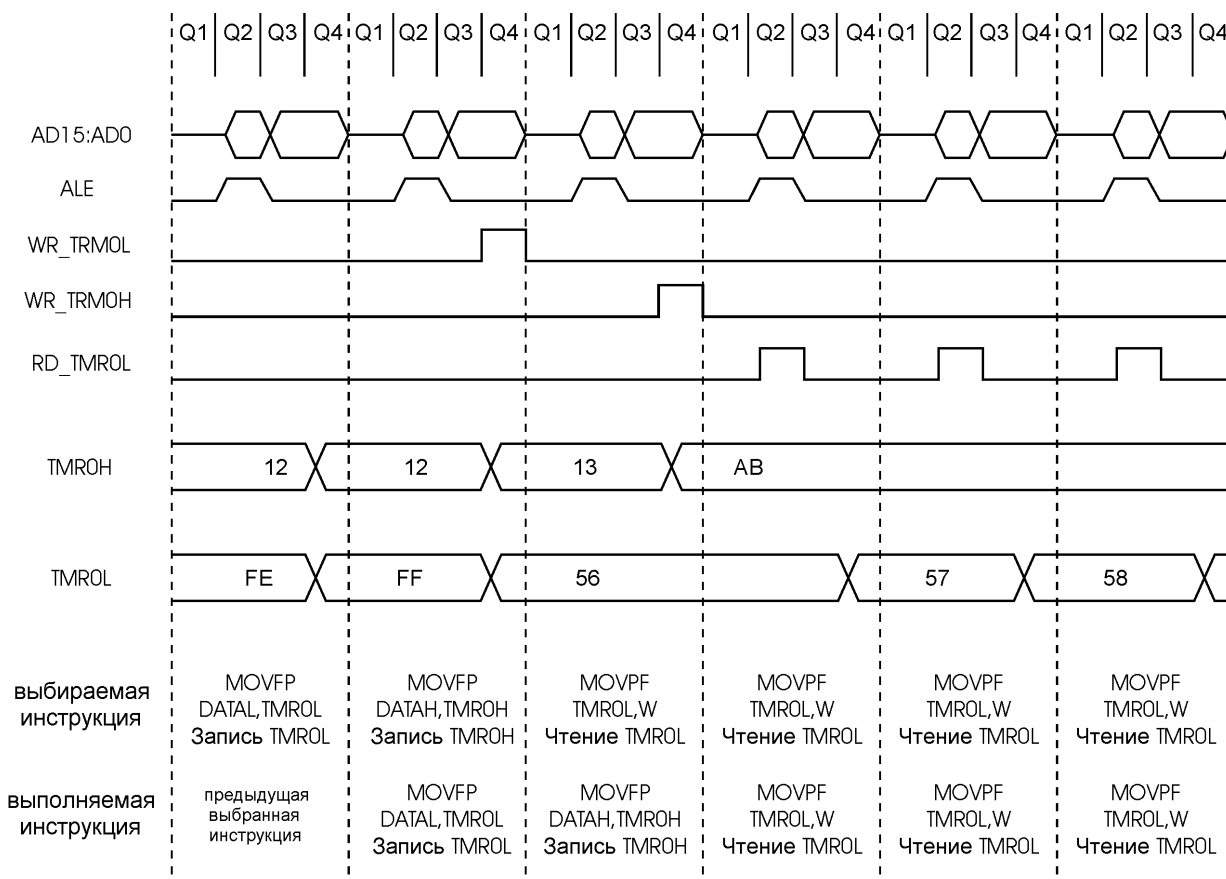 Q1 Q2 Q3 Q4 Q1 Q2 Q3 Q4 Q1 Q2 Q3 Q4 Q1 Q2 Q3 Q4 Q1 Q2 Q3 Q4 Q1 Q2 Q3 Q4
AD15:AD0
ALE
WR_TRM0L
WR_TRM0H
RD_TMR0L
TMR0H 12 12 13 AB
TMR0L FE FF 56 57 58
выбираемая
инструкция
MOVFP
DATAL,TMR0L
Запись TMR0L
MOVFP
DATAH,TMR0H
Запись TMR0H
MOVPF
TMR0L,W
Чтение TMR0L
MOVPF
TMR0L,W
Чтение TMR0L
MOVPF
TMR0L,W
Чтение TMR0L
MOVPF
TMR0L,W
Чтение TMR0L
выполняемая
инструкция
предыдущая
выбранная
инструкция
MOVFP
DATAL,TMR0L
Запись TMR0L
MOVFP
DATAH,TMR0H
Запись TMR0H
MOVPF
TMR0L,W
Чтение TMR0L
MOVPF
TMR0L,W
Чтение TMR0L
MOVPF
TMR0L,W
Чтение TMR0L